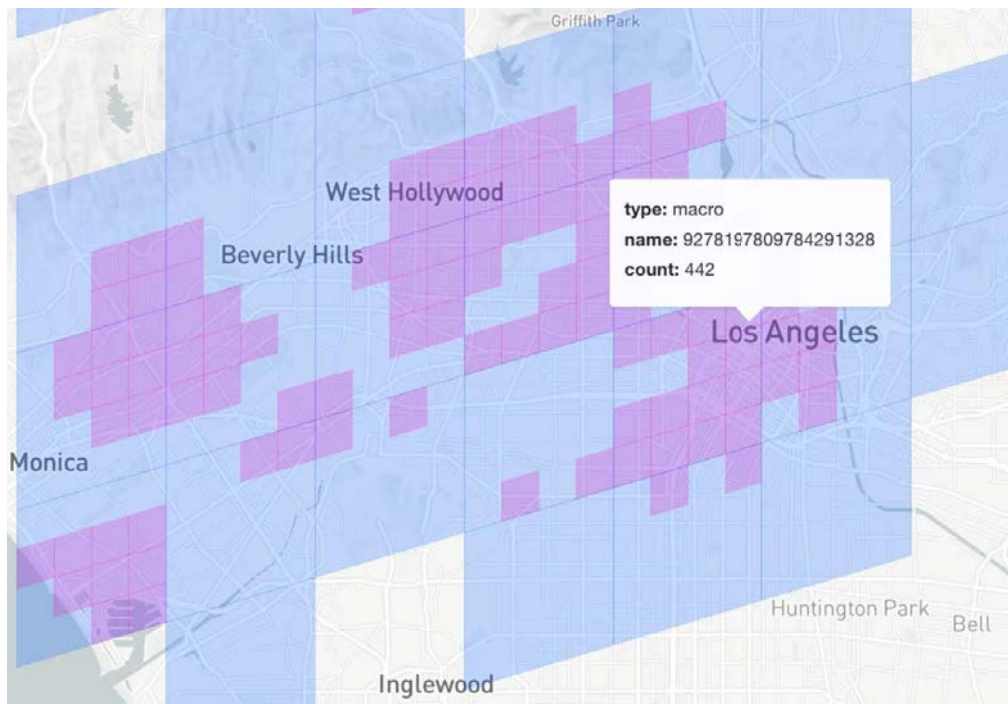 Griffith Park
West Hollywood
Beverly Hills
type: macro
name: 9278197809784291328
count: 442
Los Angeles
Monica
Huntington Park
Bell
Inglewood